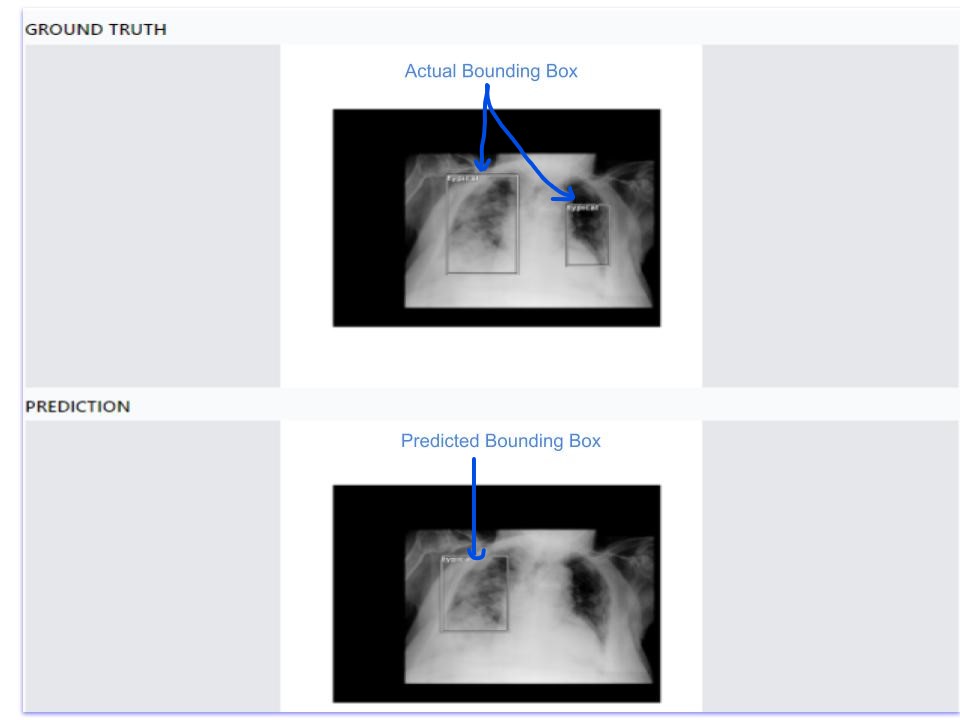 GROUND TRUTH
Actual Bounding Box
PREDICTION
Predicted Bounding Box